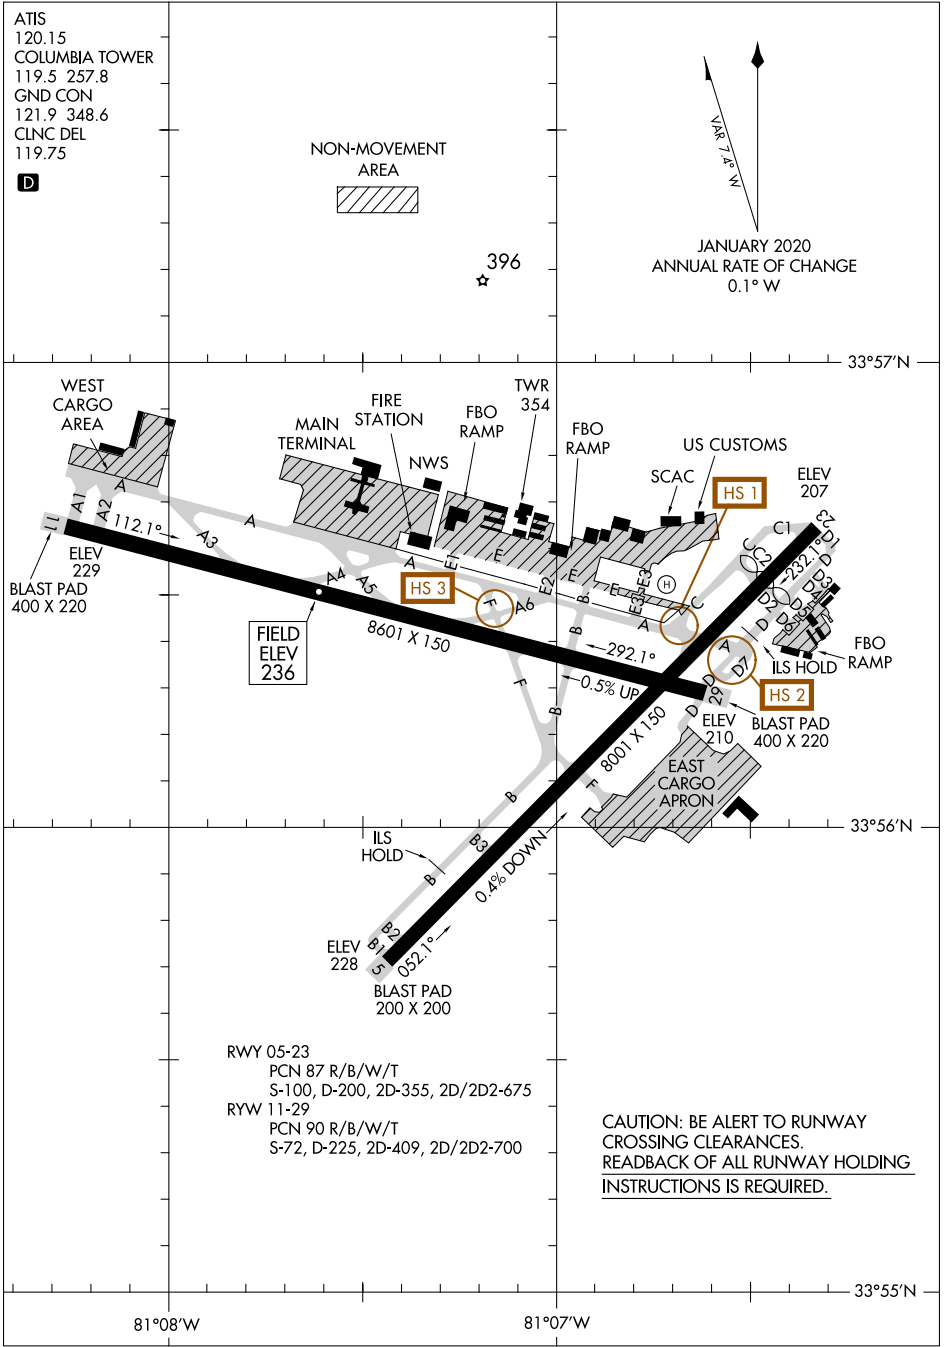 ATIS
120.15
COLUMBIA TOWER
119.5 257.8
GND CON
121.9 348.6
CLNC DEL
119.75
D
NON-MOVEMENT
AREA
396
VAR 7.4° W
JANUARY 2020
ANNUAL RATE OF CHANGE
0.1° W
33°57'N
WEST
CARGO
AREA
MAIN
TERMINAL
FIRE
STATION
NWS
FBO
RAMP
TWR
354
FBO
RAMP
SCAC
US CUSTOMS
HS 1
ELEV
207
23
A1
A2
A
A
A3
A4
A5
A
E1
E
E2
E
E
E3
E3
H
B
A
C
C
C1
C2
D1
D
D2
D3
D4
D5
D6
D
11
112.1°
ELEV
229
BLAST PAD
400 X 220
HS 3
F
A6
FIELD
ELEV
236
8601 X 150
292.1°
0.5% UP
232.1°
A
D7
ILS HOLD
FBO
RAMP
HS 2
29
D
D
ELEV
210
BLAST PAD
400 X 220
B
F
B
8001 X 150
EAST
CARGO
APRON
F
33°56'N
B
B3
ILS
HOLD
B
0.4% DOWN
B2
B1
5
052.1°
ELEV
228
BLAST PAD
200 X 200
RWY 05-23
PCN 87 R/B/W/T
S-100, D-200, 2D-355, 2D/2D2-675
RYW 11-29
PCN 90 R/B/W/T
S-72, D-225, 2D-409, 2D/2D2-700
CAUTION: BE ALERT TO RUNWAY
CROSSING CLEARANCES.
READBACK OF ALL RUNWAY HOLDING
INSTRUCTIONS IS REQUIRED.
33°55'N
81°08'W
81°07'W